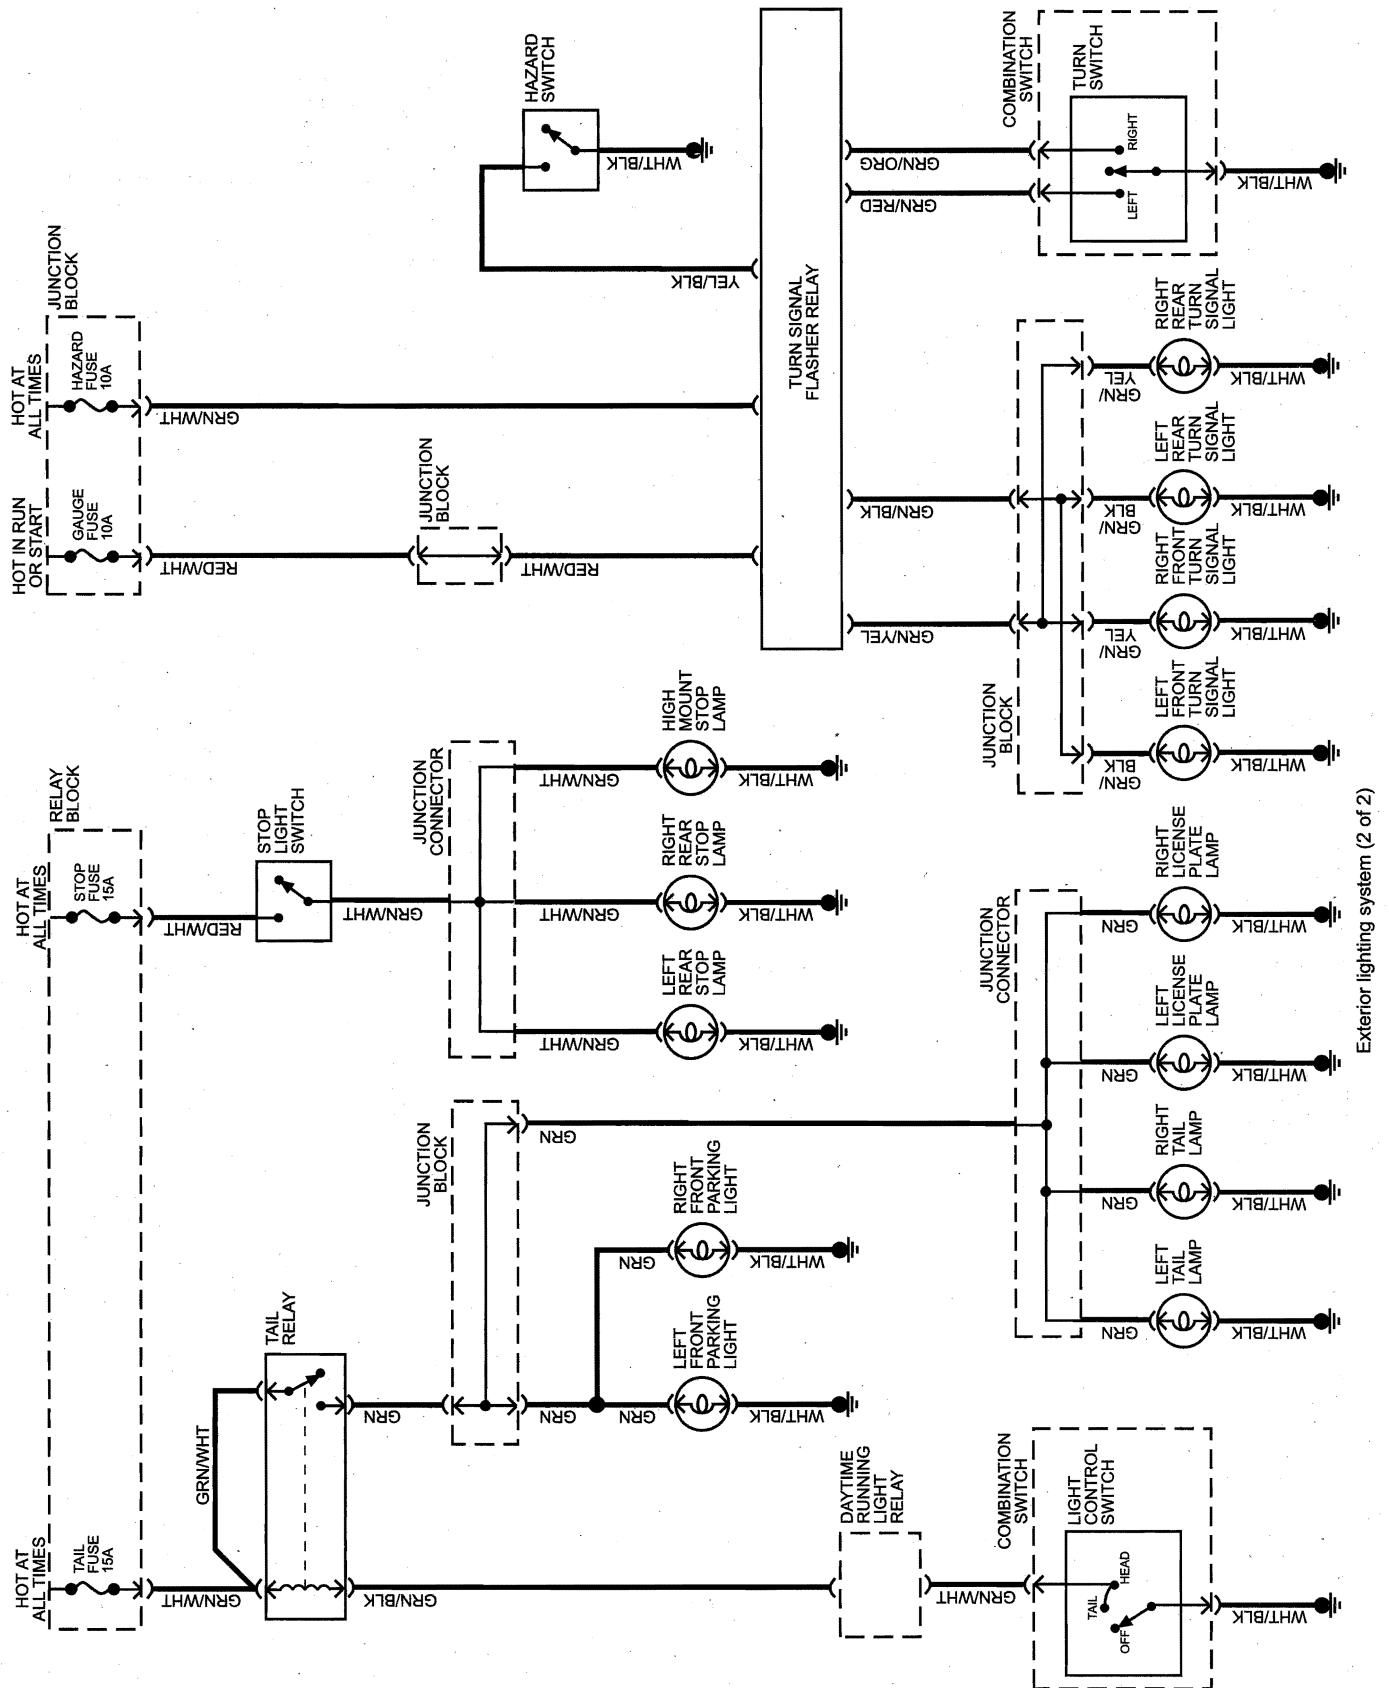 HOT AT
ALL TIMES
TAIL
FUSE
15A
GRN/WHT
GRN/WHT
TAIL
RELAY
GRN/BLK
DAYTIME
RUNNING
LIGHT
RELAY
GRN/WHT
COMBINATION
SWITCH
LIGHT
CONTROL
SWITCH
OFF
TAIL
HEAD
WHT/BLK
GRN
JUNCTION
BLOCK
GRN
GRN
LEFT
FRONT
PARKING
LIGHT
WHT/BLK
GRN
RIGHT
FRONT
PARKING
LIGHT
WHT/BLK
GRN
JUNCTION
CONNECTOR
GRN
LEFT
TAIL
LAMP
WHT/BLK
GRN
RIGHT
TAIL
LAMP
WHT/BLK
GRN
LEFT
LICENSE
PLATE
LAMP
WHT/BLK
GRN
RIGHT
LICENSE
PLATE
LAMP
WHT/BLK
HOT AT
ALL TIMES
STOP
FUSE
15A
RELAY
BLOCK
RED/WHT
STOP
LIGHT
SWITCH
GRN/WHT
JUNCTION
CONNECTOR
GRN/WHT
LEFT
REAR
STOP
LAMP
WHT/BLK
GRN/WHT
RIGHT
REAR
STOP
LAMP
WHT/BLK
GRN/WHT
HIGH
MOUNT
STOP
LAMP
WHT/BLK
HOT IN RUN
OR START
GAUGE
FUSE
10A
HOT AT
ALL TIMES
HAZARD
FUSE
10A
JUNCTION
BLOCK
RED/WHT
JUNCTION
BLOCK
RED/WHT
GRN/WHT
HAZARD
SWITCH
WHT/BLK
YEL/BLK
TURN SIGNAL
FLASHER RELAY
GRN/YEL
GRN/BLK
GRN/RED
GRN/ORG
JUNCTION
BLOCK
GRN/
BLK
LEFT
FRONT
TURN
SIGNAL
LIGHT
WHT/BLK
GRN/
YEL
RIGHT
FRONT
TURN
SIGNAL
LIGHT
WHT/BLK
GRN/
BLK
LEFT
REAR
TURN
SIGNAL
LIGHT
WHT/BLK
GRN/
YEL
RIGHT
REAR
TURN
SIGNAL
LIGHT
WHT/BLK
COMBINATION
SWITCH
TURN
SWITCH
LEFT
RIGHT
WHT/BLK
Exterior lighting system (2 of 2)